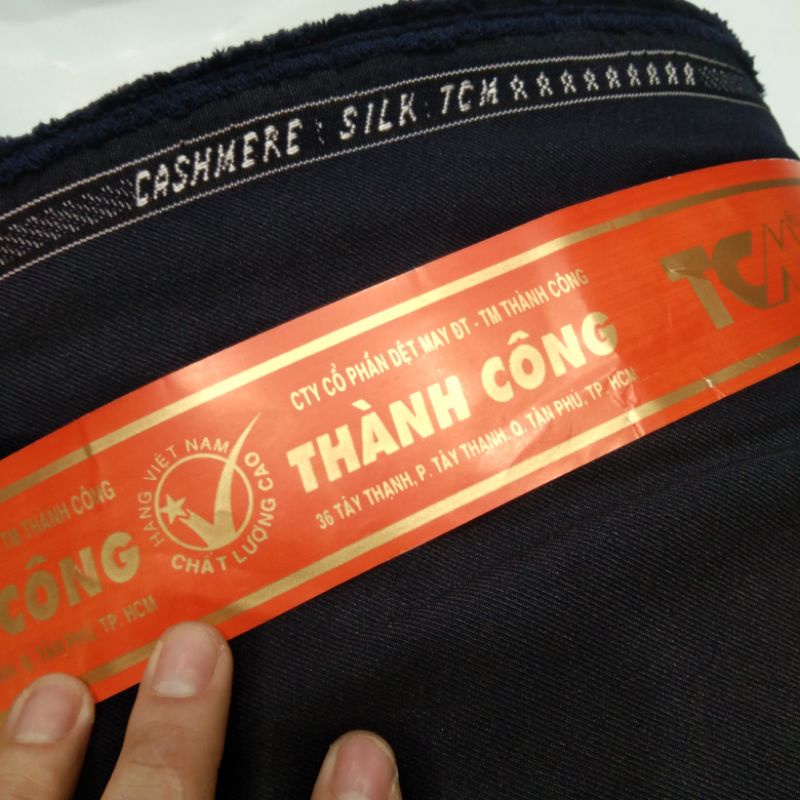 CASHMERE : SILK : TCM
TC
CTY CỔ PHẦN DỆT MAY ĐT - TM THÀNH CÔNG
THÀNH CÔNG
36 TÂY THẠNH, P. TÂY THẠNH. Q. TÂN PHÚ. TP. HCM
HÀNG VIỆT NAM
CHẤT LƯỢNG CAO
TM THÀNH CÔNG
CÔNG
Q. TÂN PHÚ. TP. HCM